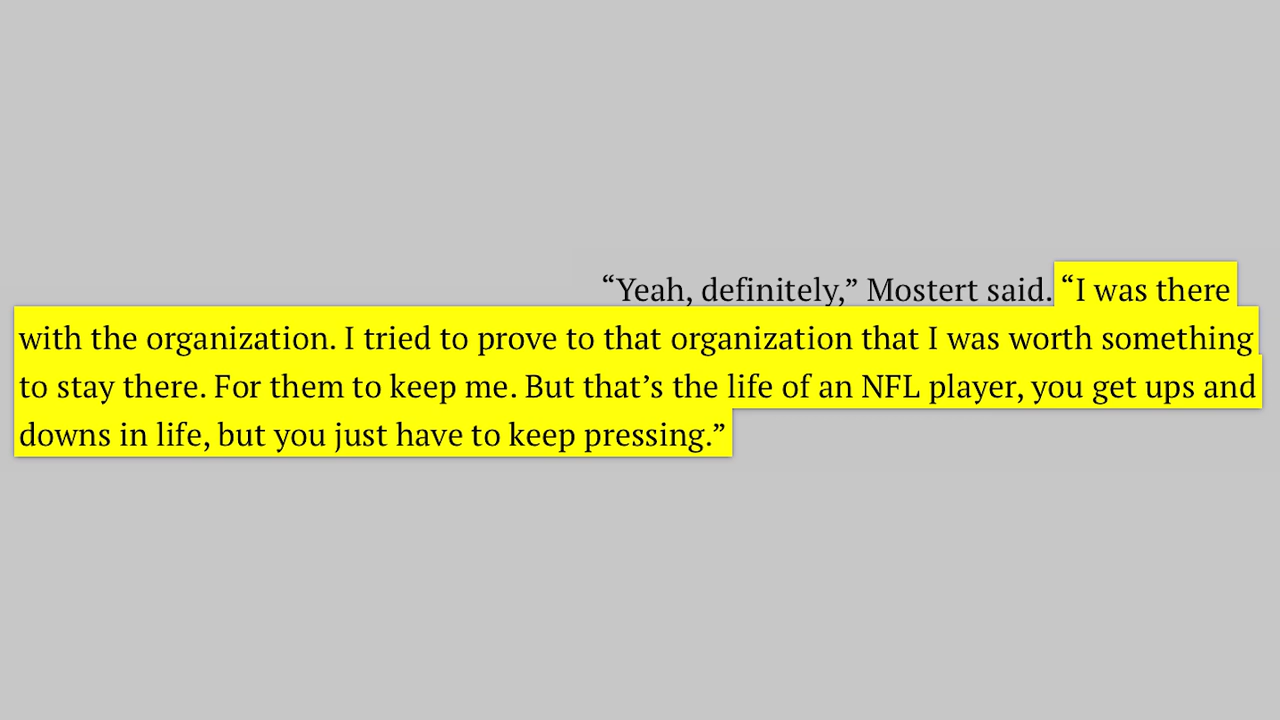 “Yeah, definitely,” Mostert said. “I was there
with the organization. I tried to prove to that organization that I was worth something
to stay there. For them to keep me. But that’s the life of an NFL player, you get ups and
downs in life, but you just have to keep pressing.”